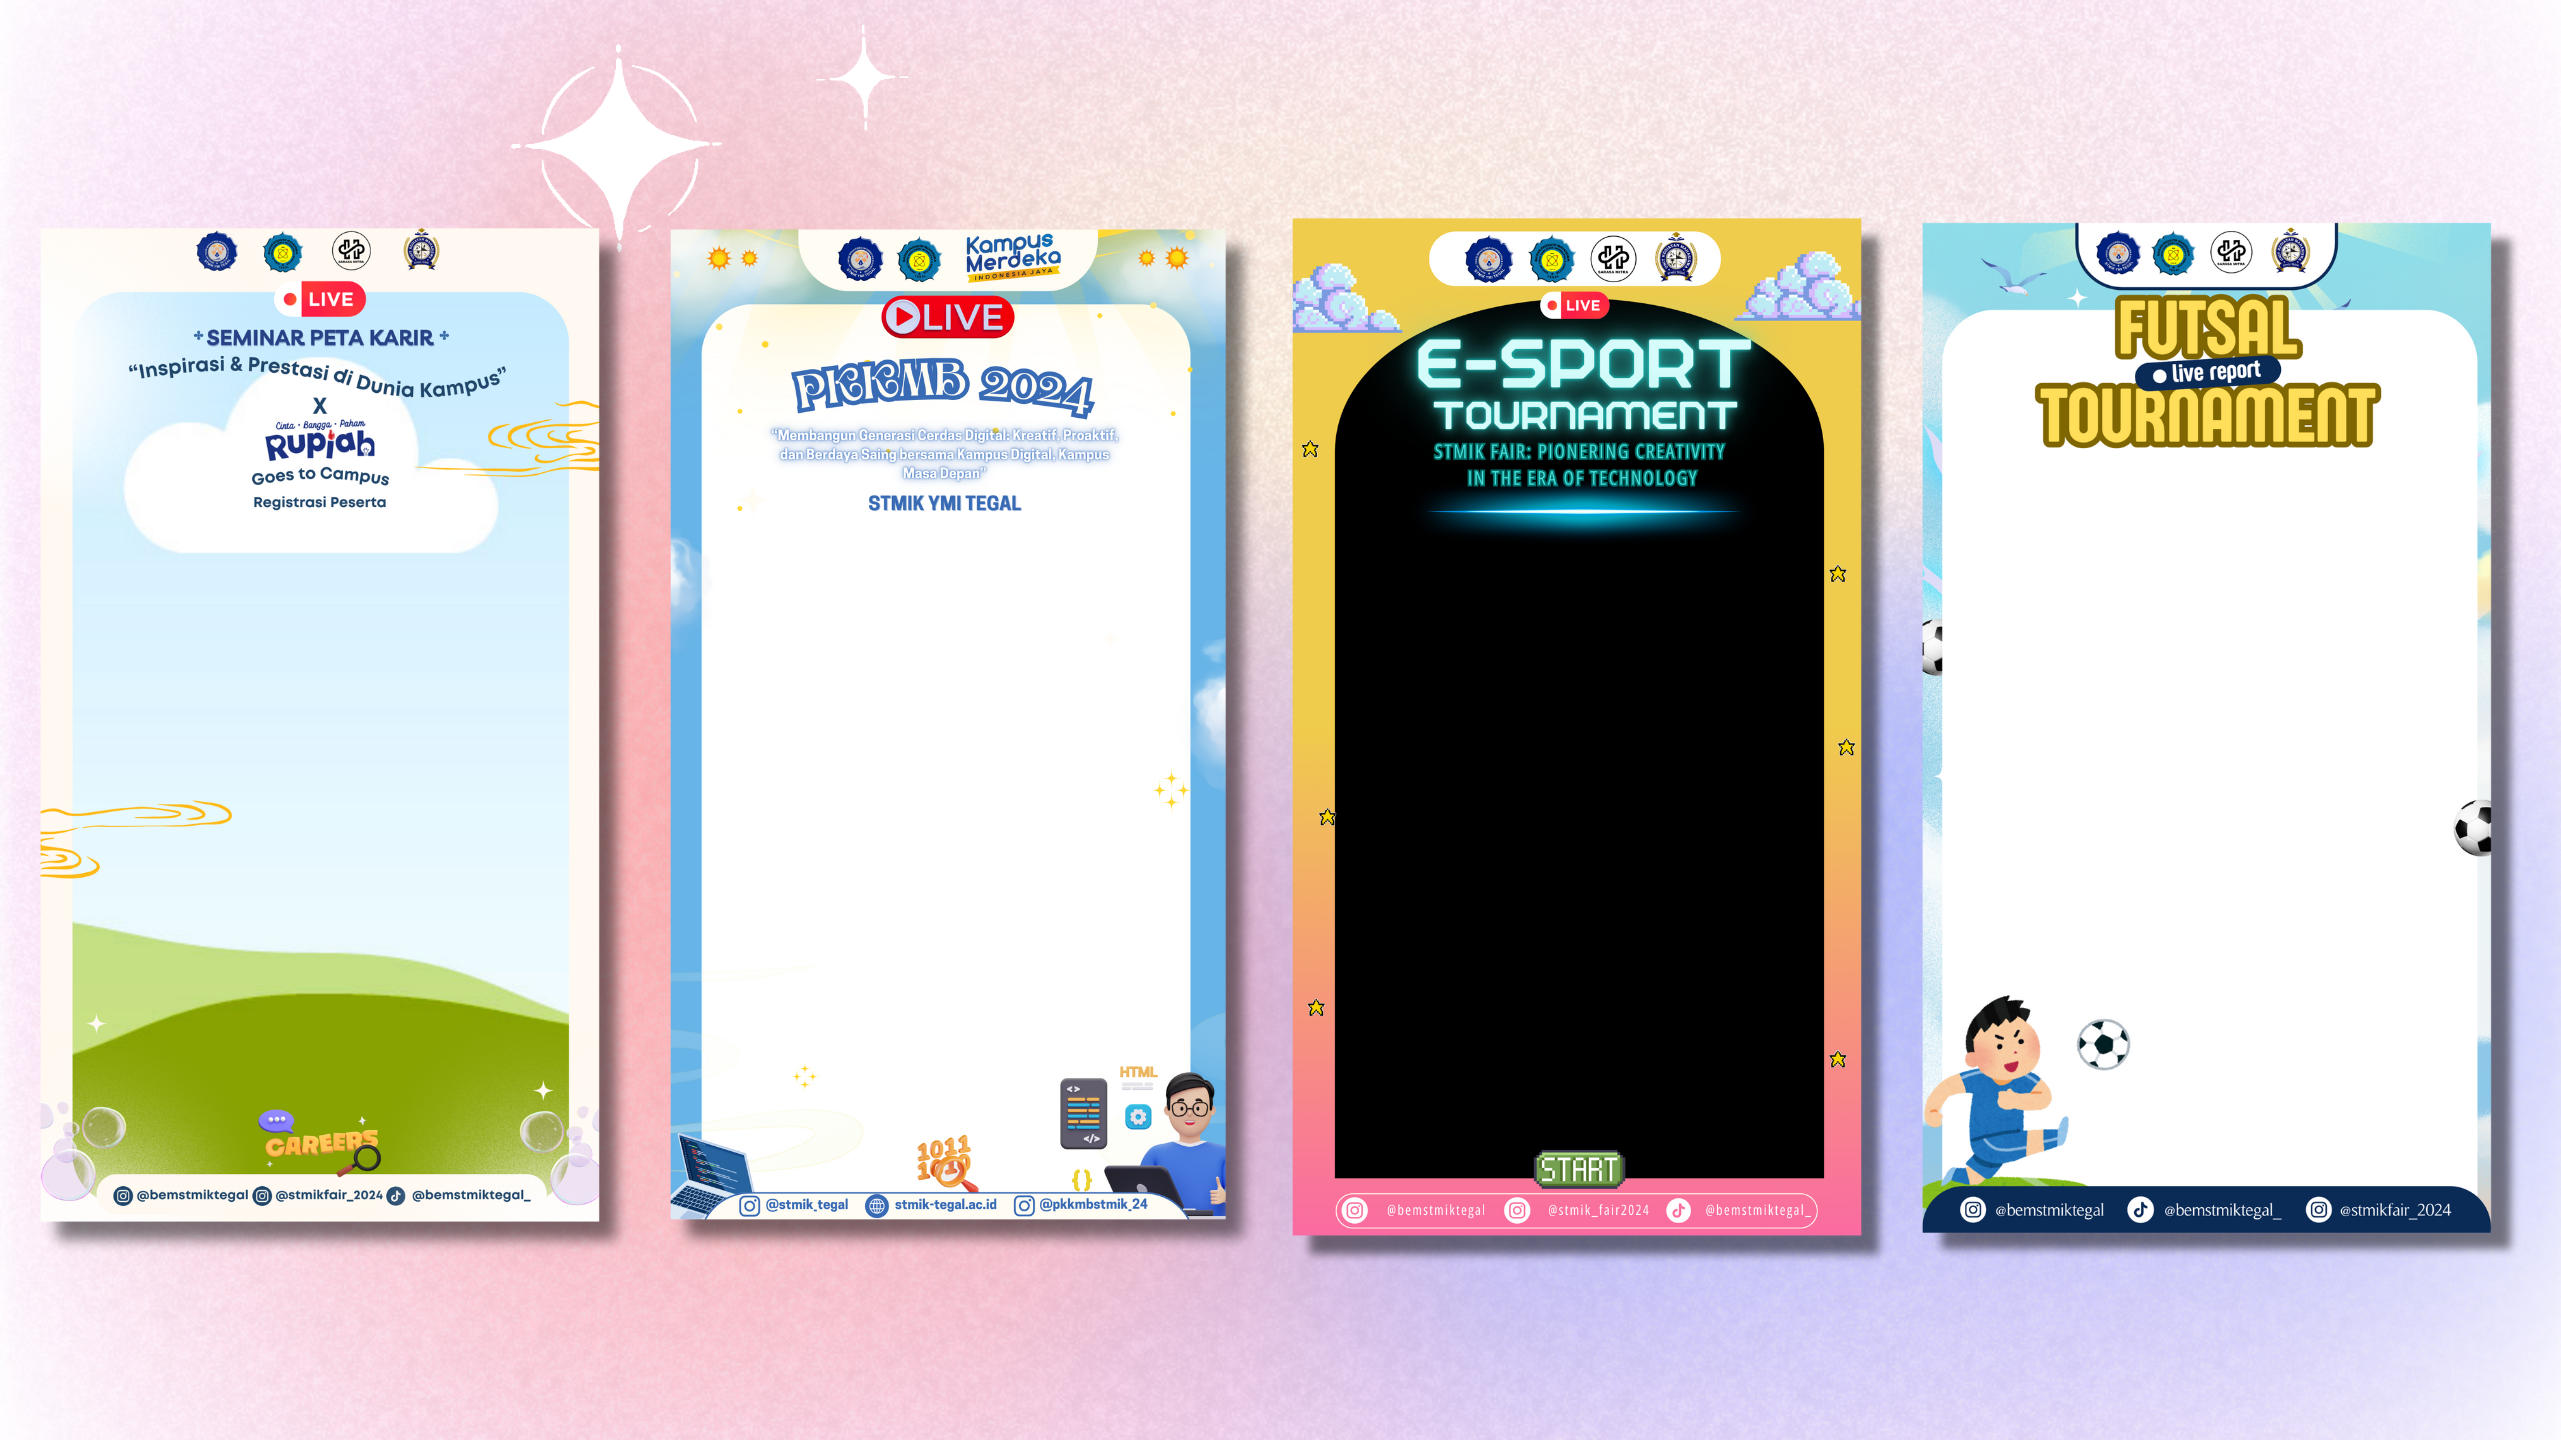 LIVE
+ SEMINAR PETA KARIR +
“Inspirasi & Prestasi di Dunia Kampus”
X
Cinta • Bangga • Paham
Rupiah
Goes to Campus
Registrasi Peserta
CAREERS
@bemstmiktegal @stmikfair_2024 @bemstmiktegal_
Kampus
Merdeka
INDONESIA JAYA
LIVE
PKKMB 2024
“Membangun Generasi Cerdas Digital: Kreatif, Proaktif,
dan Berdaya Saing bersama Kampus Digital, Kampus
Masa Depan”
STMIK YMI TEGAL
HTML
<>
</>
{}
1011
@stmik_tegal stmik-tegal.ac.id @pkkmbstmik_24
SARASA MITRA
LIVE
E-SPORT
TOURNAMENT
STMIK FAIR: PIONERING CREATIVITY
IN THE ERA OF TECHNOLOGY
START
@bemstmiktegal @stmik_fair2024 @bemstmiktegal_
FUTSAL
live report
TOURNAMENT
@bemstmiktegal @bemstmiktegal_ @stmikfair_2024